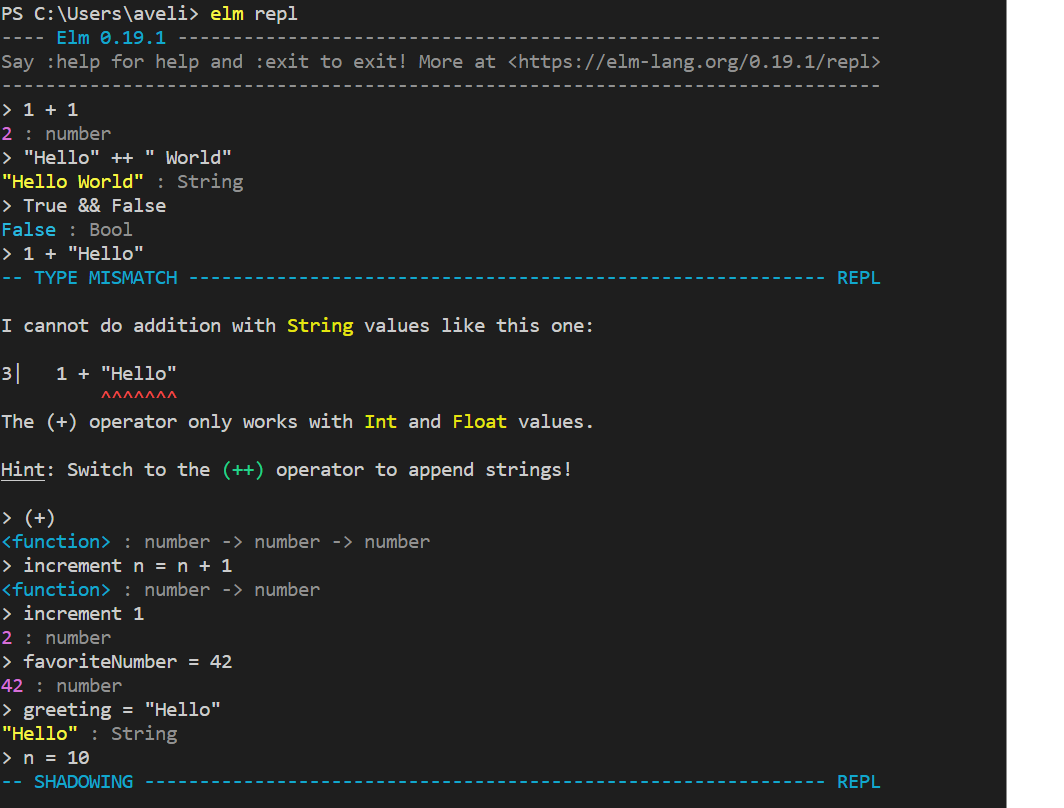 PS C:\Users\aveli> elm repl
---- Elm 0.19.1 ----------------------------------------------------------------
Say :help for help and :exit to exit! More at <https://elm-lang.org/0.19.1/repl>
--------------------------------------------------------------------------------
> 1 + 1
2 : number
> "Hello" ++ " World"
"Hello World" : String
> True && False
False : Bool
> 1 + "Hello"
-- TYPE MISMATCH ---------------------------------------------------------- REPL
I cannot do addition with String values like this one:
3|   1 + "Hello"
         ^^^^^^^
The (+) operator only works with Int and Float values.
Hint: Switch to the (++) operator to append strings!
> (+)
<function> : number -> number -> number
> increment n = n + 1
<function> : number -> number
> increment 1
2 : number
> favoriteNumber = 42
42 : number
> greeting = "Hello"
"Hello" : String
> n = 10
-- SHADOWING -------------------------------------------------------------- REPL